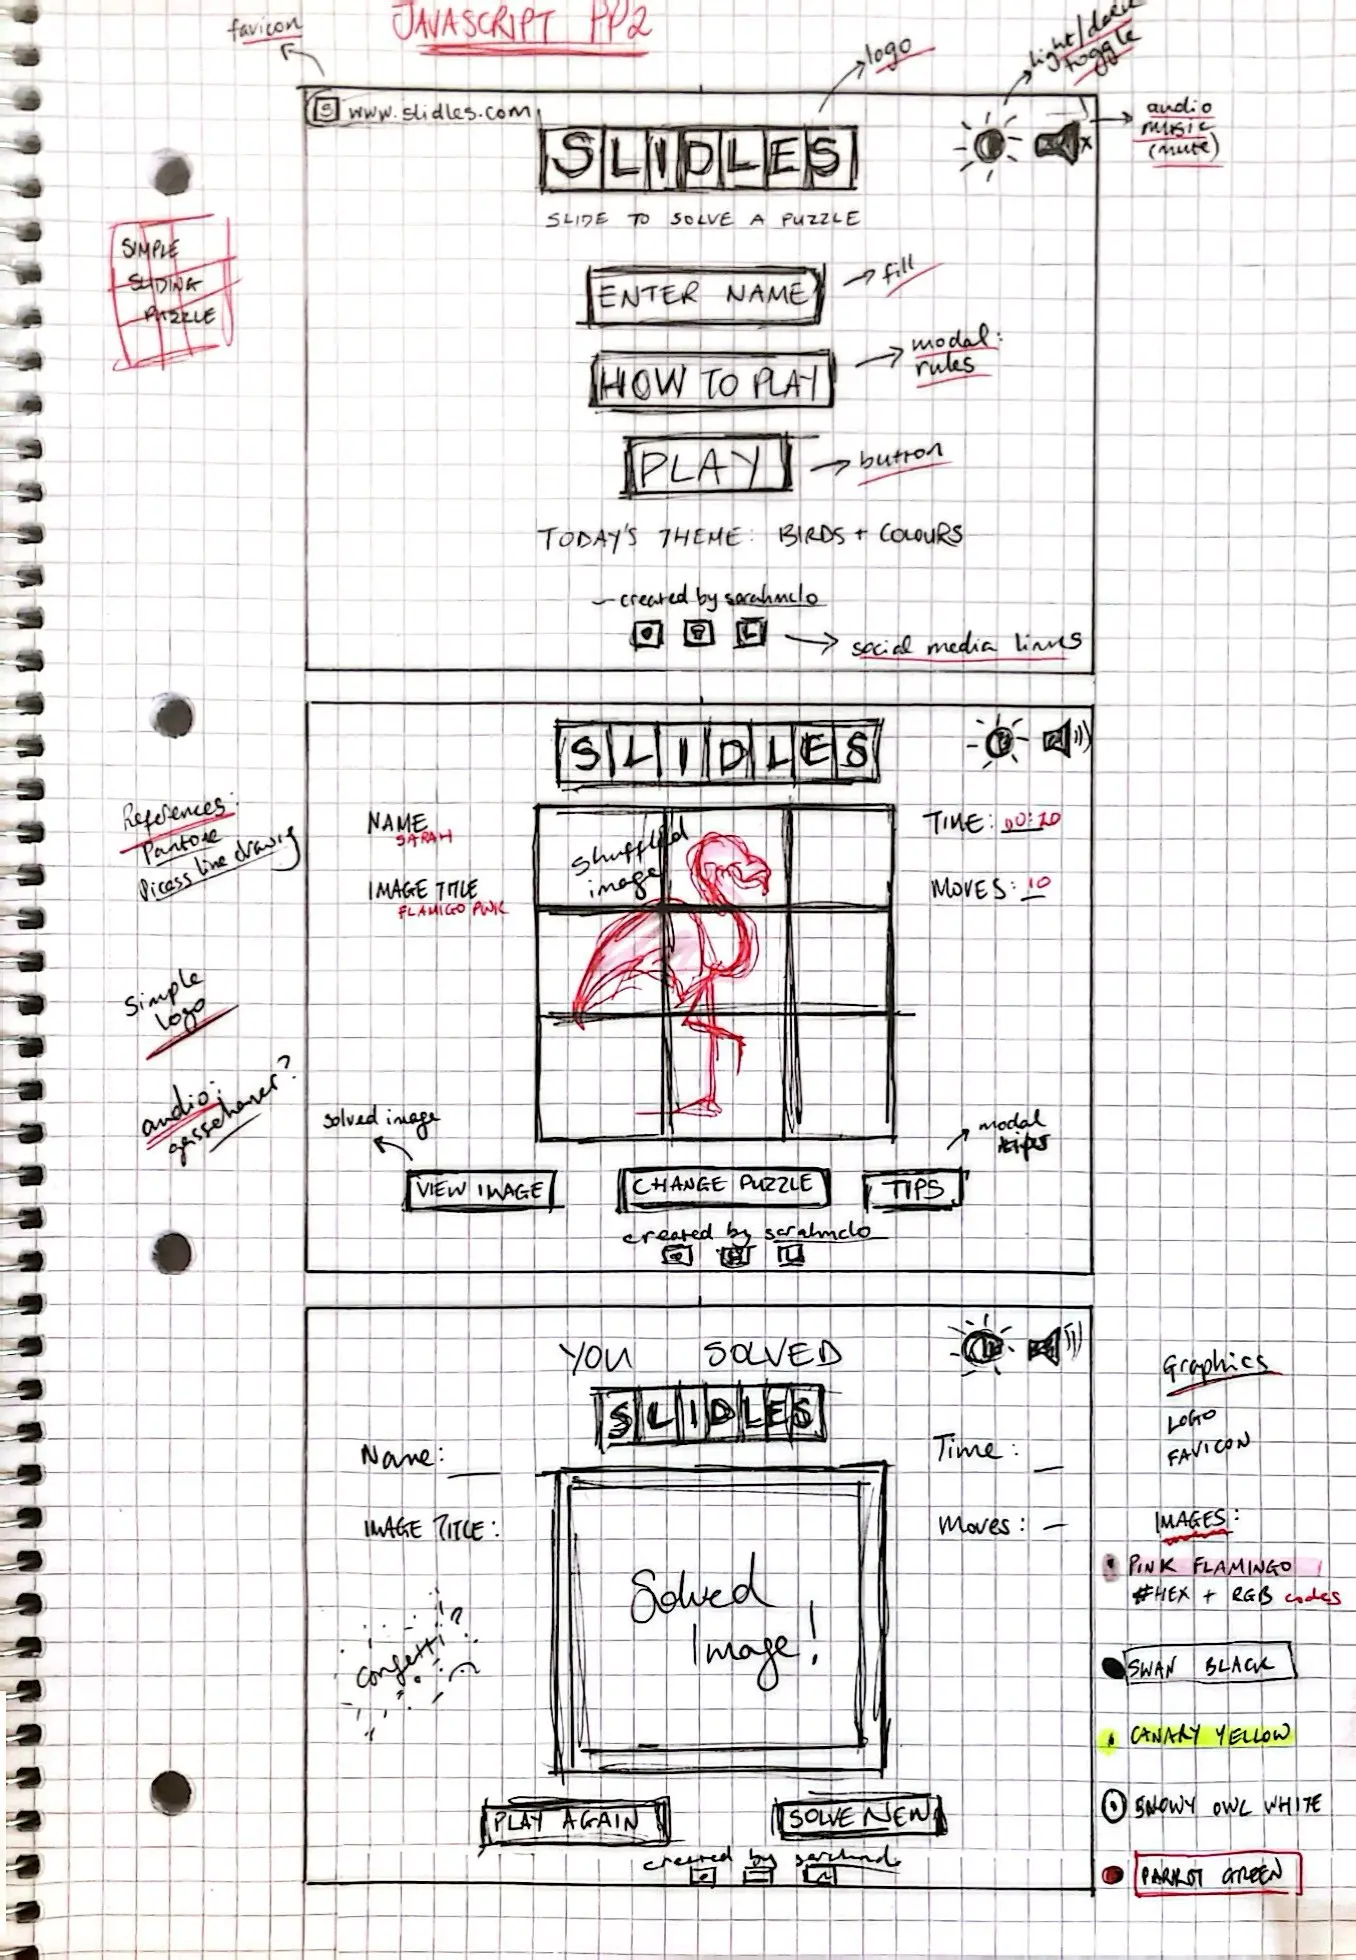 JAVASCRIPT PP2
favicon
logo
light/dark
toggle
S www.slidles.com
audio
music
(mute)
SLIDLES
SLIDE TO SOLVE A PUZZLE
SIMPLE
SLIDING
PUZZLE
ENTER NAME
fill
HOW TO PLAY
modal:
rules
PLAY
button
TODAY'S THEME: BIRDS + COLOURS
created by sarahmclo
social media links
SLIDLES
References:
Pantone
Picass line drawing
NAME
SARAH
IMAGE TITLE
FLAMIGO PINK
shuffled
image
TIME: 00:20
MOVES: 10
Simple
logo
audio:
gassehaner?
solved image
modal
VIEW IMAGE
CHANGE PUZZLE
TIPS
created by sarahmclo
YOU SOLVED
SLIDLES
Name:
IMAGE TITLE:
Time:
Moves:
Solved
Image!
confetti?
PLAY AGAIN
SOLVE NEW
created by sarahmclo
Graphics
LOGO
FAVICON
IMAGES:
PINK FLAMINGO
#HEX + RGB codes
SWAN BLACK
CANARY YELLOW
SNOWY OWL WHITE
PARROT GREEN